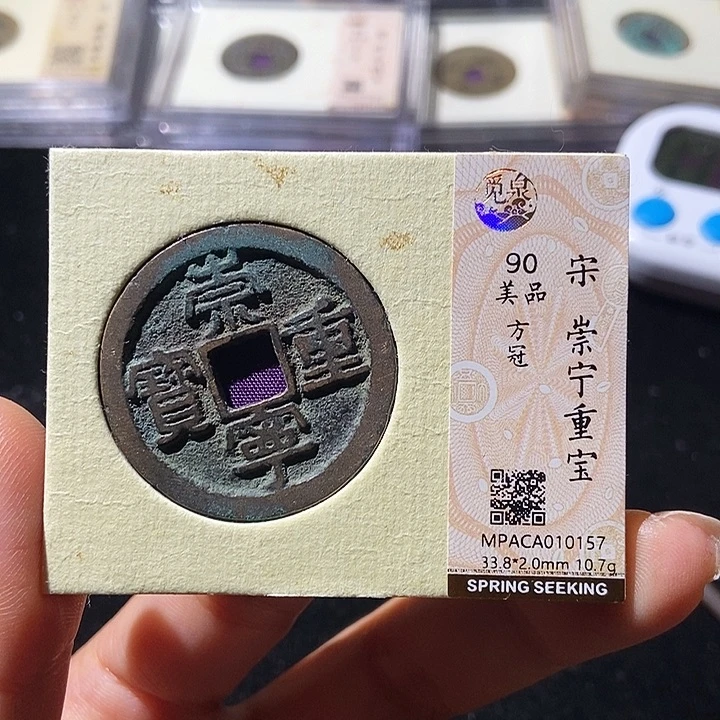 崇
重
寧
寶
觅泉
90
美品
方冠
宋 崇宁重宝
MPACA010157
33.8*2.0mm 10.7g
SPRING SEEKING